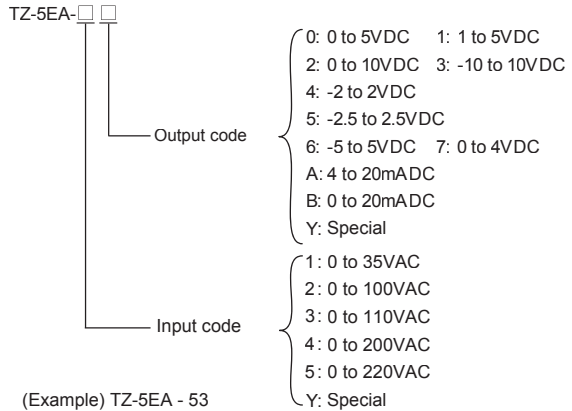 TZ-5EA-□ □
0: 0 to 5VDC 1: 1 to 5VDC
2: 0 to 10VDC 3: -10 to 10VDC
4: -2 to 2VDC
5: -2.5 to 2.5VDC
Output code
6: -5 to 5VDC 7: 0 to 4VDC
A: 4 to 20mADC
B: 0 to 20mADC
Y: Special
1: 0 to 35VAC
2: 0 to 100VAC
Input code
3: 0 to 110VAC
4: 0 to 200VAC
5: 0 to 220VAC
(Example) TZ-5EA - 53
Y: Special